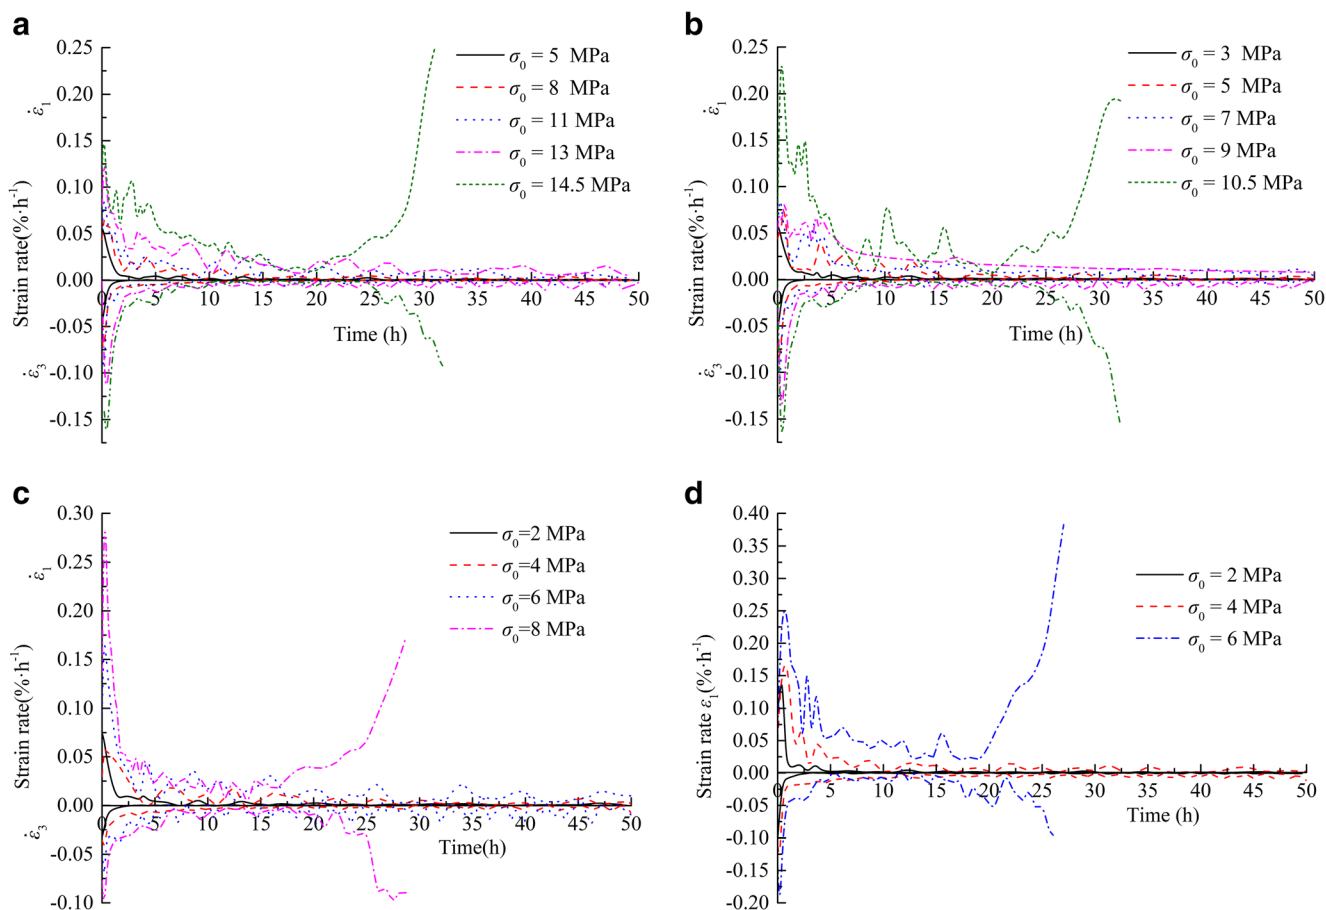 a
0.25
0.20
0.15
0.10
0.05
0.00
-0.05
-0.10
-0.15
ε̇1
Strain rate(%·h-1)
ε̇3
0 5 10 15 20 25 30 35 40 45 50
Time (h)
σ0 = 5 MPa
σ0 = 8 MPa
σ0 = 11 MPa
σ0 = 13 MPa
σ0 = 14.5 MPa
b
0.25
0.20
0.15
0.10
0.05
0.00
-0.05
-0.10
-0.15
ε̇1
Strain rate(%·h-1)
ε̇3
0 5 10 15 20 25 30 35 40 45 50
Time (h)
σ0 = 3 MPa
σ0 = 5 MPa
σ0 = 7 MPa
σ0 = 9 MPa
σ0 = 10.5 MPa
c
0.30
0.25
0.20
0.15
0.10
0.05
0.00
-0.05
-0.10
ε̇1
Strain rate(%·h-1)
ε̇3
0 5 10 15 20 25 30 35 40 45 50
Time(h)
σ0=2 MPa
σ0=4 MPa
σ0=6 MPa
σ0=8 MPa
d
0.40
0.35
0.30
0.25
0.20
0.15
0.10
0.05
0.00
-0.05
-0.10
-0.15
-0.20
Strain rate ε1(%·h-1)
0 5 10 15 20 25 30 35 40 45 50
Time (h)
σ0 = 2 MPa
σ0 = 4 MPa
σ0 = 6 MPa